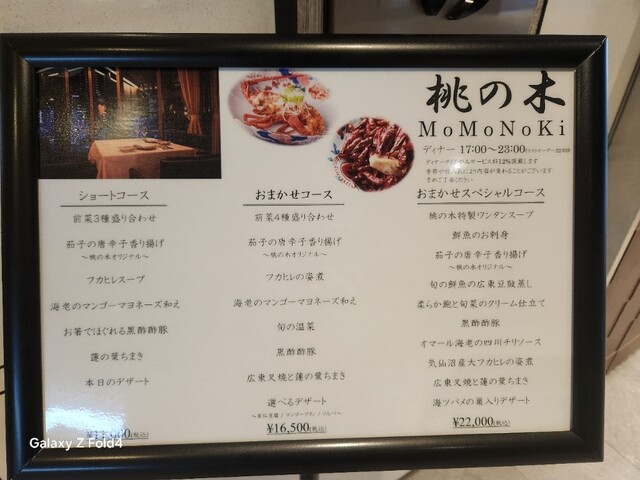 桃の木
MoMoNoKi
ディナー 17:00～23:00
ショートコース
前菜3種盛り合わせ
茄子の唐辛子香り揚げ
～桃の木オリジナル～
フカヒレスープ
海老のマンゴーマヨネーズ和え
お箸でほぐれる黒酢酢豚
蓮の葉ちまき
本日のデザート
(税込)
おまかせコース
前菜4種盛り合わせ
茄子の唐辛子香り揚げ
～桃の木オリジナル～
フカヒレの姿煮
海老のマンゴーマヨネーズ和え
旬の温菜
黒酢酢豚
広東叉焼と蓮の葉ちまき
選べるデザート
¥16,500(税込)
おまかせスペシャルコース
桃の木特製ワンタンスープ
鮮魚のお刺身
茄子の唐辛子香り揚げ
～桃の木オリジナル～
旬の鮮魚の広東豆豉蒸し
柔らか鮑と旬菜のクリーム仕立て
黒酢酢豚
オマール海老の四川チリソース
気仙沼産大フカヒレの姿煮
広東叉焼と蓮の葉ちまき
海ツバメの巣入りデザート
¥22,000(税込)
Galaxy Z Fold4